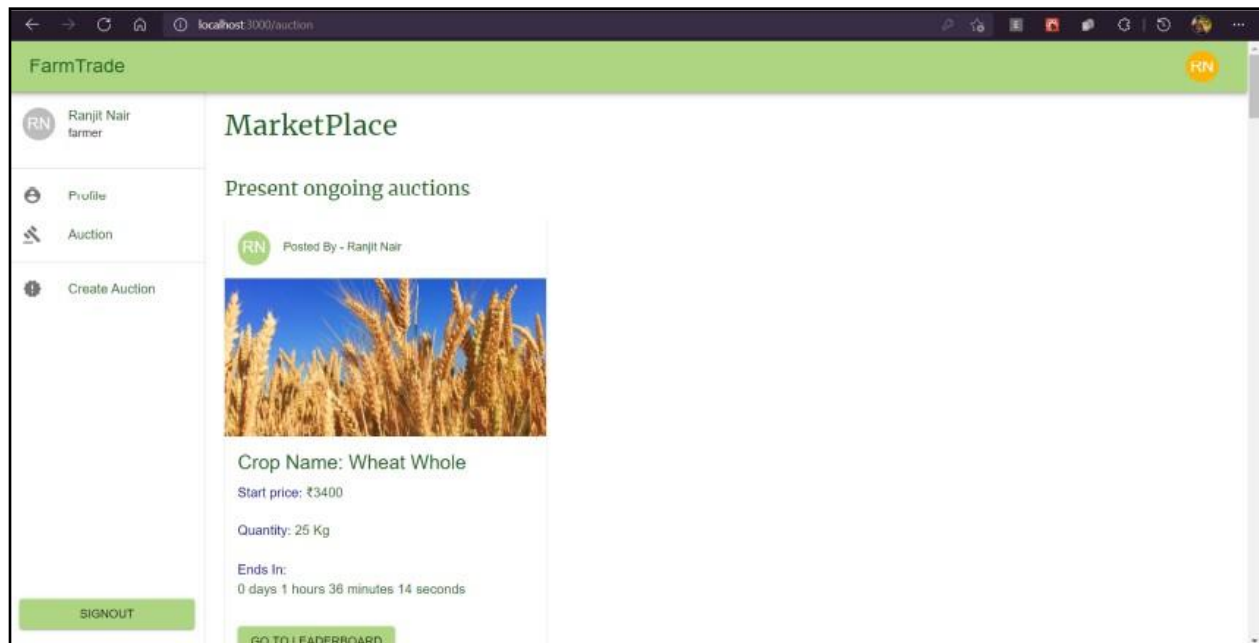 localhost:3000/auction
FarmTrade
RN
RN
Ranjit Nair
farmer
Profile
Auction
Create Auction
SIGNOUT
MarketPlace
Present ongoing auctions
RN
Posted By - Ranjit Nair
Crop Name: Wheat Whole
Start price: ₹3400
Quantity: 25 Kg
Ends In:
0 days 1 hours 36 minutes 14 seconds
GO TO LEADERBOARD